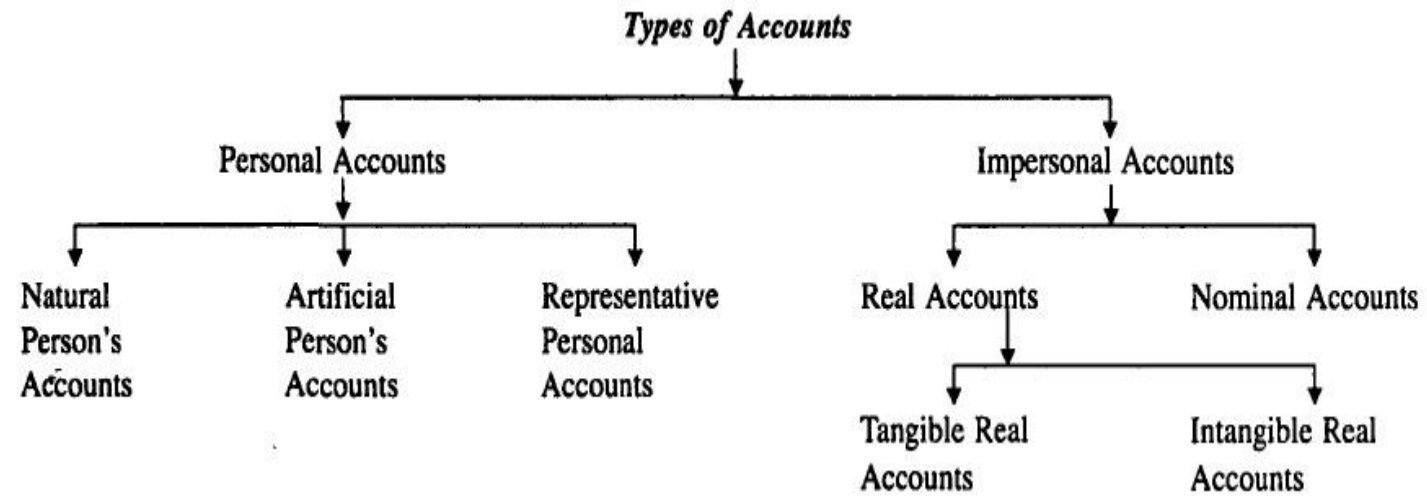 Types of Accounts
Personal Accounts
Impersonal Accounts
Natural
Person's
Accounts
Artificial
Person's
Accounts
Representative
Personal
Accounts
Real Accounts
Nominal Accounts
Tangible Real
Accounts
Intangible Real
Accounts